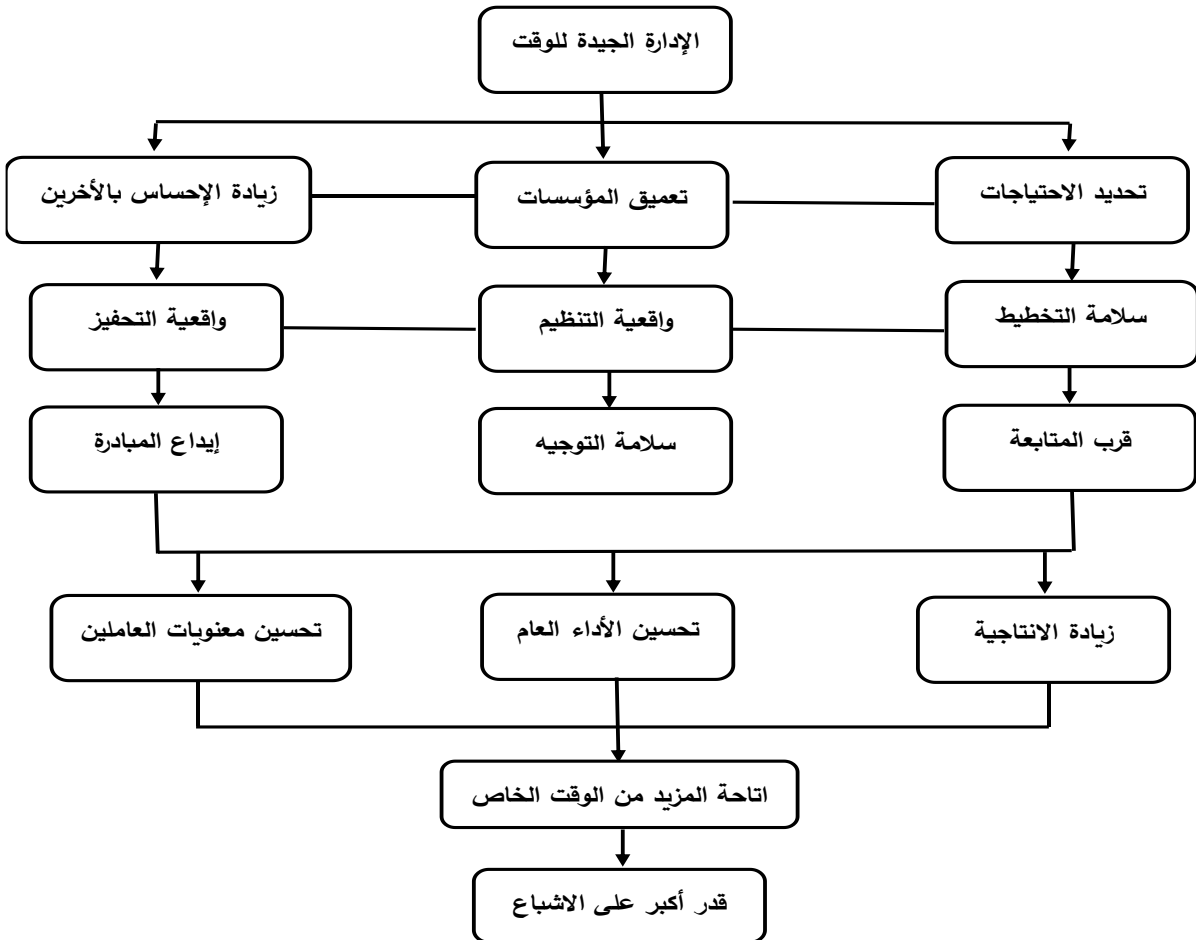 الإدارة الجيدة للوقت
تحديد الاحتياجات
تعميق المؤسسات
زيادة الإحساس بالأخرين
سلامة التخطيط
واقعية التنظيم
واقعية التحفيز
قرب المتابعة
سلامة التوجيه
إيداع المبادرة
زيادة الانتاجية
تحسين الأداء العام
تحسين معنويات العاملين
اتاحة المزيد من الوقت الخاص
قدر أكبر على الاشباع